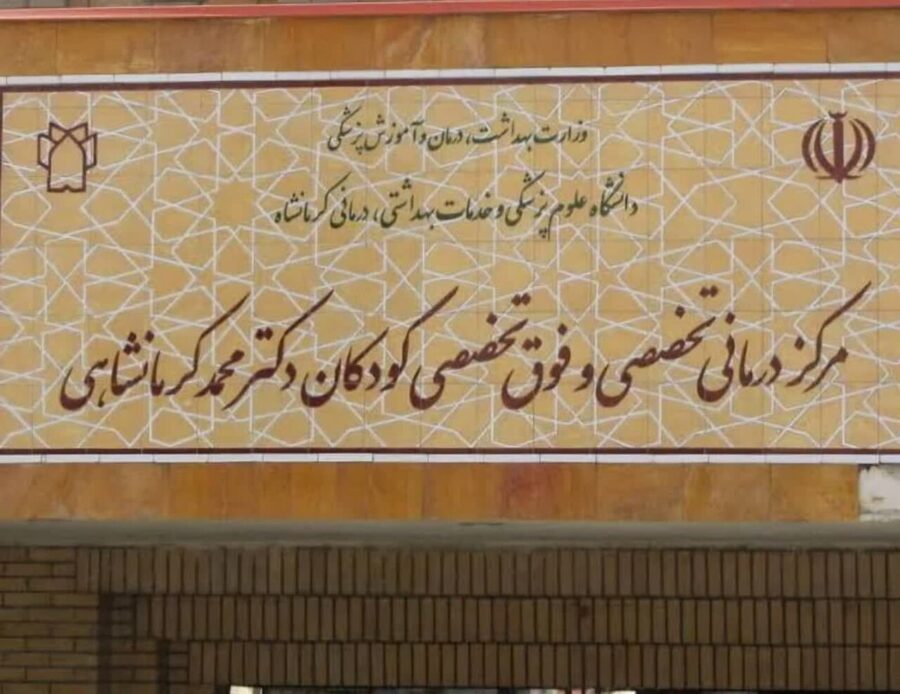 وزارت بهداشت، درمان و آموزش پزشکی
دانشگاه علوم پزشکی و خدمات بهداشتی، درمانی کرمانشاه
مرکز درمانی تخصصی و فوق تخصصی کودکان دکتر محمد کرمانشاهی